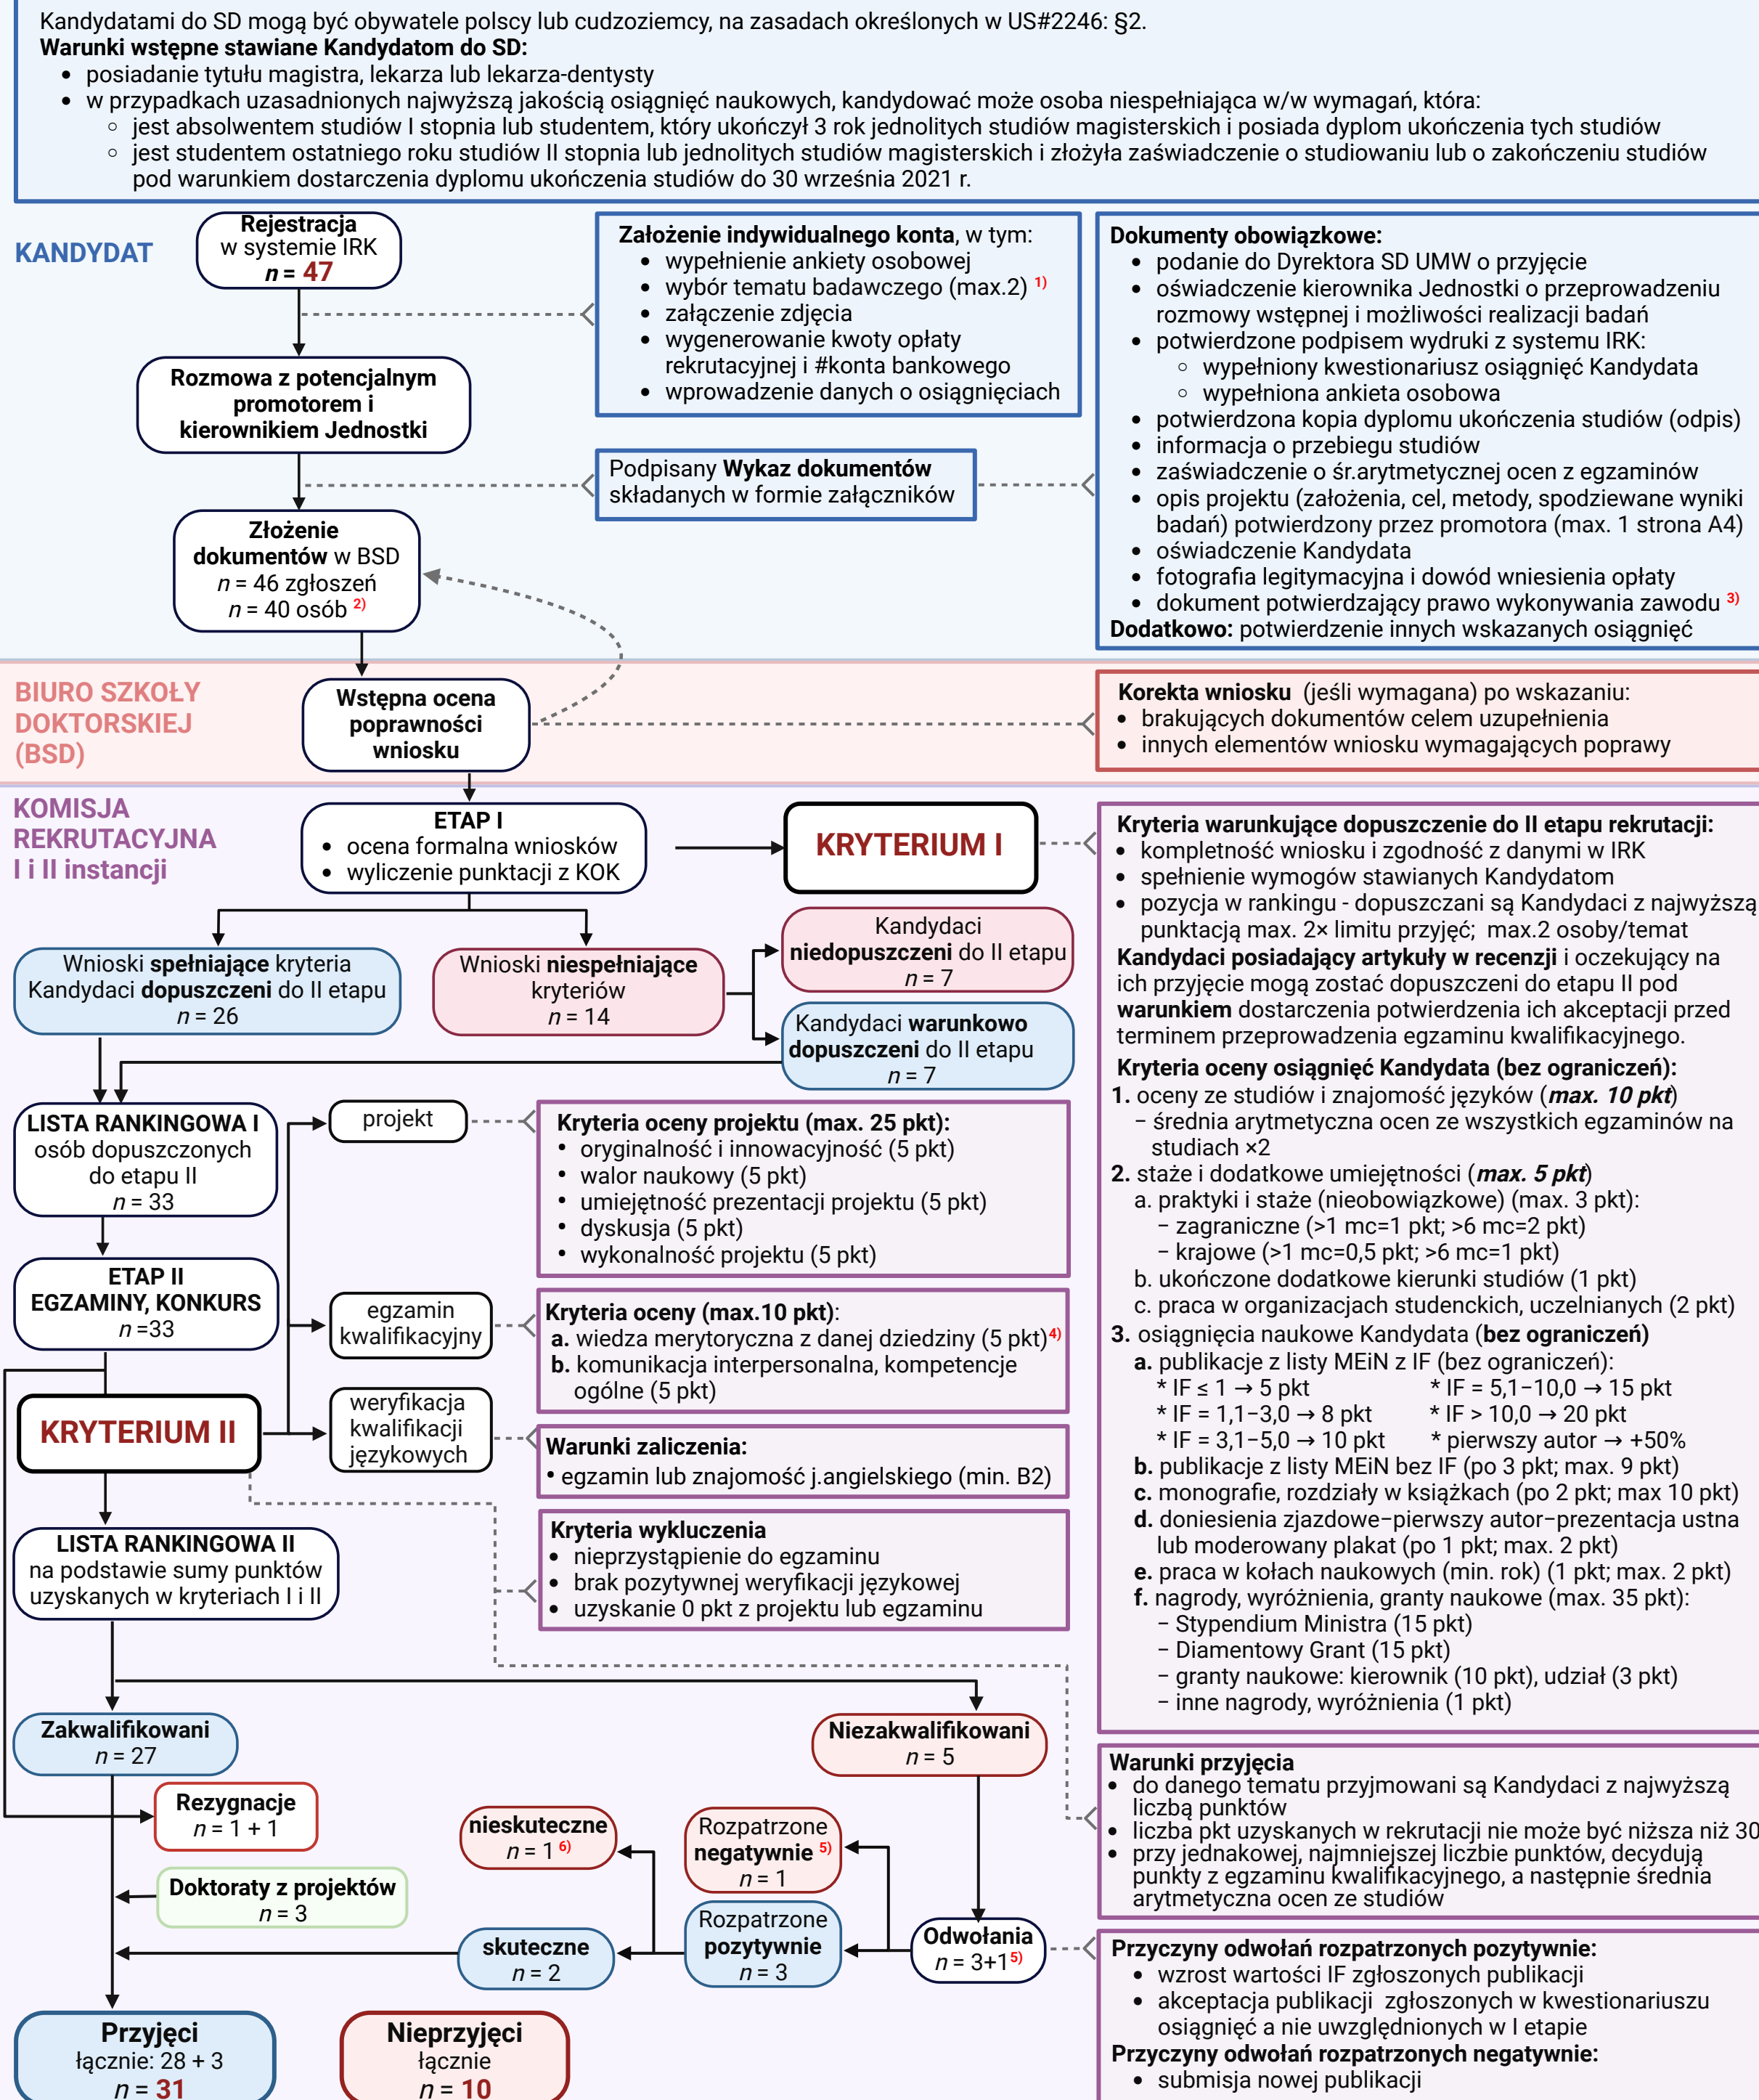 Kandydatami do SD mogą być obywatele polscy lub cudzoziemcy, na zasadach określonych w US#2246: §2.
Warunki wstępne stawiane Kandydatom do SD:
• posiadanie tytułu magistra, lekarza lub lekarza-dentysty
• w przypadkach uzasadnionych najwyższą jakością osiągnięć naukowych, kandydować może osoba niespełniająca w/w wymagań, która:
◦ jest absolwentem studiów I stopnia lub studentem, który ukończył 3 rok jednolitych studiów magisterskich i posiada dyplom ukończenia tych studiów
◦ jest studentem ostatniego roku studiów II stopnia lub jednolitych studiów magisterskich i złożyła zaświadczenie o studiowaniu lub o zakończeniu studiów
pod warunkiem dostarczenia dyplomu ukończenia studiów do 30 września 2021 r.
KANDYDAT
Rejestracja
w systemie IRK
n = 47
Założenie indywidualnego konta, w tym:
• wypełnienie ankiety osobowej
• wybór tematu badawczego (max.2) 1)
• załączenie zdjęcia
• wygenerowanie kwoty opłaty
rekrutacyjnej i #konta bankowego
• wprowadzenie danych o osiągnięciach
Dokumenty obowiązkowe:
• podanie do Dyrektora SD UMW o przyjęcie
• oświadczenie kierownika Jednostki o przeprowadzeniu
rozmowy wstępnej i możliwości realizacji badań
• potwierdzone podpisem wydruki z systemu IRK:
◦ wypełniony kwestionariusz osiągnięć Kandydata
◦ wypełniona ankieta osobowa
• potwierdzona kopia dyplomu ukończenia studiów (odpis)
• informacja o przebiegu studiów
• zaświadczenie o śr.arytmetycznej ocen z egzaminów
• opis projektu (założenia, cel, metody, spodziewane wyniki
badań) potwierdzony przez promotora (max. 1 strona A4)
• oświadczenie Kandydata
• fotografia legitymacyjna i dowód wniesienia opłaty
• dokument potwierdzający prawo wykonywania zawodu 3)
Dodatkowo: potwierdzenie innych wskazanych osiągnięć
Rozmowa z potencjalnym
promotorem i
kierownikiem Jednostki
Podpisany Wykaz dokumentów
składanych w formie załączników
Złożenie
dokumentów w BSD
n = 46 zgłoszeń
n = 40 osób 2)
BIURO SZKOŁY
DOKTORSKIEJ
(BSD)
Wstępna ocena
poprawności
wniosku
Korekta wniosku (jeśli wymagana) po wskazaniu:
• brakujących dokumentów celem uzupełnienia
• innych elementów wniosku wymagających poprawy
KOMISJA
REKRUTACYJNA
I i II instancji
ETAP I
• ocena formalna wniosków
• wyliczenie punktacji z KOK
KRYTERIUM I
Kryteria warunkujące dopuszczenie do II etapu rekrutacji:
• kompletność wniosku i zgodność z danymi w IRK
• spełnienie wymogów stawianych Kandydatom
• pozycja w rankingu - dopuszczani są Kandydaci z najwyższą
punktacją max. 2× limitu przyjęć; max.2 osoby/temat
Kandydaci posiadający artykuły w recenzji i oczekujący na
ich przyjęcie mogą zostać dopuszczeni do etapu II pod
warunkiem dostarczenia potwierdzenia ich akceptacji przed
terminem przeprowadzenia egzaminu kwalifikacyjnego.
Kryteria oceny osiągnięć Kandydata (bez ograniczeń):
1. oceny ze studiów i znajomość języków (max. 10 pkt)
− średnia arytmetyczna ocen ze wszystkich egzaminów na
studiach ×2
2. staże i dodatkowe umiejętności (max. 5 pkt)
a. praktyki i staże (nieobowiązkowe) (max. 3 pkt):
− zagraniczne (>1 mc=1 pkt; >6 mc=2 pkt)
− krajowe (>1 mc=0,5 pkt; >6 mc=1 pkt)
b. ukończone dodatkowe kierunki studiów (1 pkt)
c. praca w organizacjach studenckich, uczelnianych (2 pkt)
3. osiągnięcia naukowe Kandydata (bez ograniczeń)
a. publikacje z listy MEiN z IF (bez ograniczeń):
* IF ≤ 1 → 5 pkt * IF = 5,1−10,0 → 15 pkt
* IF = 1,1−3,0 → 8 pkt * IF > 10,0 → 20 pkt
* IF = 3,1−5,0 → 10 pkt * pierwszy autor → +50%
b. publikacje z listy MEiN bez IF (po 3 pkt; max. 9 pkt)
c. monografie, rozdziały w książkach (po 2 pkt; max 10 pkt)
d. doniesienia zjazdowe−pierwszy autor−prezentacja ustna
lub moderowany plakat (po 1 pkt; max. 2 pkt)
e. praca w kołach naukowych (min. rok) (1 pkt; max. 2 pkt)
f. nagrody, wyróżnienia, granty naukowe (max. 35 pkt):
− Stypendium Ministra (15 pkt)
− Diamentowy Grant (15 pkt)
− granty naukowe: kierownik (10 pkt), udział (3 pkt)
− inne nagrody, wyróżnienia (1 pkt)
Wnioski spełniające kryteria
Kandydaci dopuszczeni do II etapu
n = 26
Wnioski niespełniające
kryteriów
n = 14
Kandydaci
niedopuszczeni do II etapu
n = 7
Kandydaci warunkowo
dopuszczeni do II etapu
n = 7
LISTA RANKINGOWA I
osób dopuszczonych
do etapu II
n = 33
projekt
Kryteria oceny projektu (max. 25 pkt):
• oryginalność i innowacyjność (5 pkt)
• walor naukowy (5 pkt)
• umiejętność prezentacji projektu (5 pkt)
• dyskusja (5 pkt)
• wykonalność projektu (5 pkt)
ETAP II
EGZAMINY, KONKURS
n =33
egzamin
kwalifikacyjny
Kryteria oceny (max.10 pkt):
a. wiedza merytoryczna z danej dziedziny (5 pkt)4)
b. komunikacja interpersonalna, kompetencje
ogólne (5 pkt)
KRYTERIUM II
weryfikacja
kwalifikacji
językowych
Warunki zaliczenia:
• egzamin lub znajomość j.angielskiego (min. B2)
Kryteria wykluczenia
• nieprzystąpienie do egzaminu
• brak pozytywnej weryfikacji językowej
• uzyskanie 0 pkt z projektu lub egzaminu
LISTA RANKINGOWA II
na podstawie sumy punktów
uzyskanych w kryteriach I i II
Zakwalifikowani
n = 27
Niezakwalifikowani
n = 5
Warunki przyjęcia
• do danego tematu przyjmowani są Kandydaci z najwyższą
liczbą punktów
• liczba pkt uzyskanych w rekrutacji nie może być niższa niż 30
• przy jednakowej, najmniejszej liczbie punktów, decydują
punkty z egzaminu kwalifikacyjnego, a następnie średnia
arytmetyczna ocen ze studiów
Rezygnacje
n = 1 + 1
nieskuteczne
n = 1 6)
Rozpatrzone
negatywnie 5)
n = 1
Doktoraty z projektów
n = 3
skuteczne
n = 2
Rozpatrzone
pozytywnie
n = 3
Odwołania
n = 3+15)
Przyczyny odwołań rozpatrzonych pozytywnie:
• wzrost wartości IF zgłoszonych publikacji
• akceptacja publikacji zgłoszonych w kwestionariuszu
osiągnięć a nie uwzględnionych w I etapie
Przyczyny odwołań rozpatrzonych negatywnie:
• submisja nowej publikacji
Przyjęci
łącznie: 28 + 3
n = 31
Nieprzyjęci
łącznie
n = 10